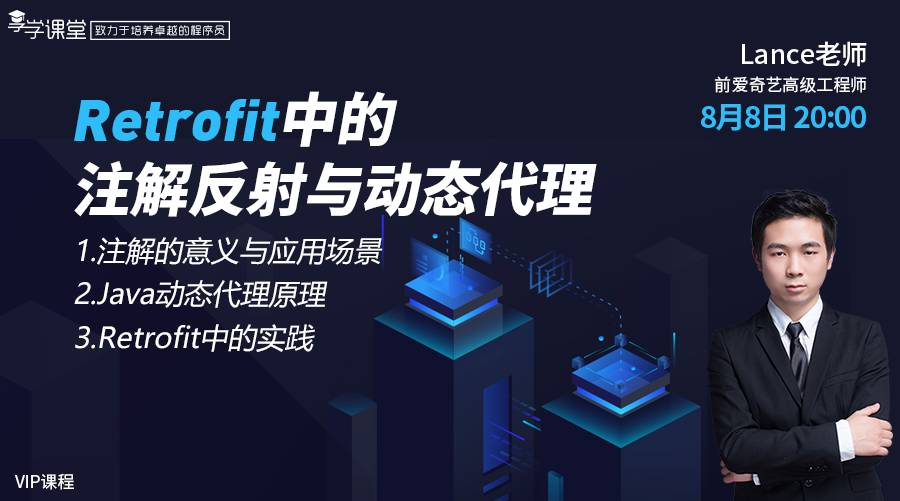 享学课堂
致力于培养卓越的程序员
Lance老师
前爱奇艺高级工程师
8月8日 20:00
Retrofit中的
注解反射与动态代理
1.注解的意义与应用场景
2.Java动态代理原理
3.Retrofit中的实践
VIP课程